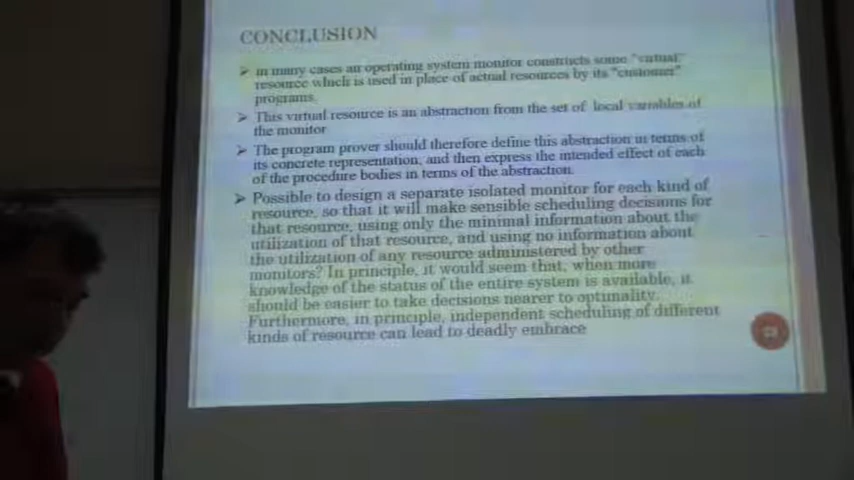 CONCLUSION
➢ in many cases an operating system monitor constructs some "virtual"
resource which is used in place of actual resources by its "customer"
programs.
➢ This virtual resource is an abstraction from the set of local variables of
the monitor
➢ The program prover should therefore define this abstraction in terms of
its concrete representation, and then express the intended effect of each
of the procedure bodies in terms of the abstraction.
➢ Possible to design a separate isolated monitor for each kind of
resource, so that it will make sensible scheduling decisions for
that resource, using only the minimal information about the
utilization of that resource, and using no information about
the utilization of any resource administered by other
monitors? In principle, it would seem that, when more
knowledge of the status of the entire system is available, it
should be easier to take decisions nearer to optimality.
Furthermore, in principle, independent scheduling of different
kinds of resource can lead to deadly embrace